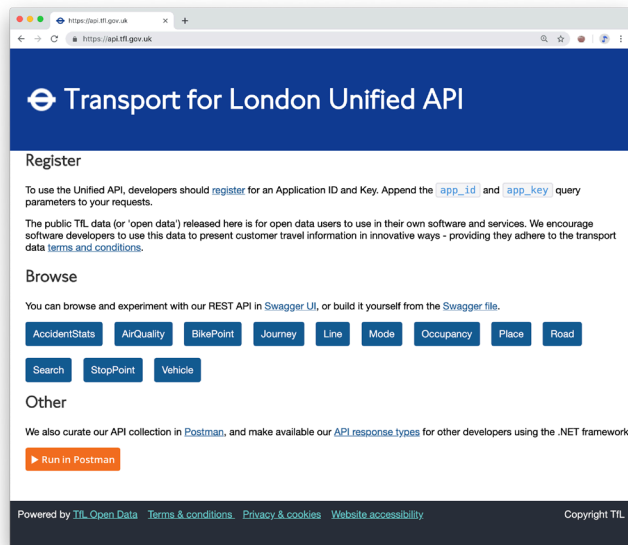 https://api.tfl.gov.uk
https://api.tfl.gov.uk
Transport for London Unified API
Register
To use the Unified API, developers should register for an Application ID and Key. Append the app_id and app_key query
parameters to your requests.
The public TfL data (or 'open data') released here is for open data users to use in their own software and services. We encourage
software developers to use this data to present customer travel information in innovative ways - providing they adhere to the transport
data terms and conditions.
Browse
You can browse and experiment with our REST API in Swagger UI, or build it yourself from the Swagger file.
AccidentStats AirQuality BikePoint Journey Line Mode Occupancy Place Road
Search StopPoint Vehicle
Other
We also curate our API collection in Postman, and make available our API response types for other developers using the .NET framework
Run in Postman
Powered by TfL Open Data Terms & conditions Privacy & cookies Website accessibility Copyright TfL